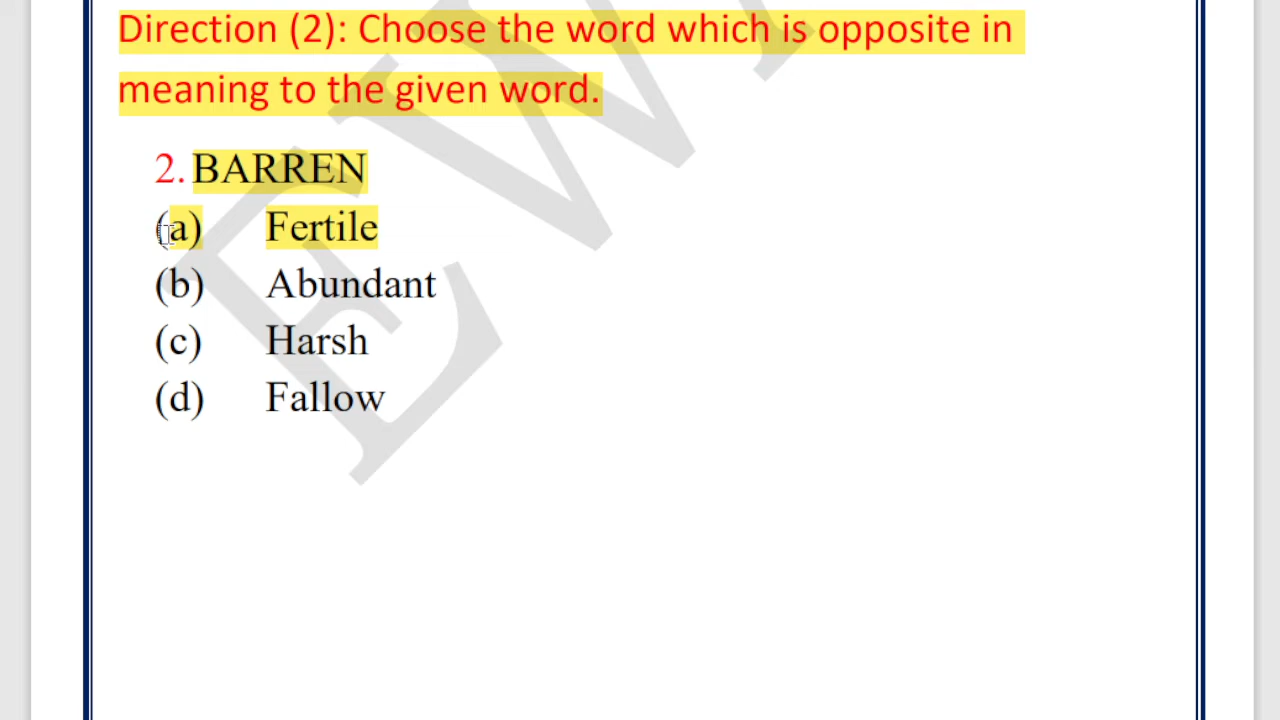 Direction (2): Choose the word which is opposite in
meaning to the given word.
2. BARREN
(a) Fertile
(b) Abundant
(c) Harsh
(d) Fallow